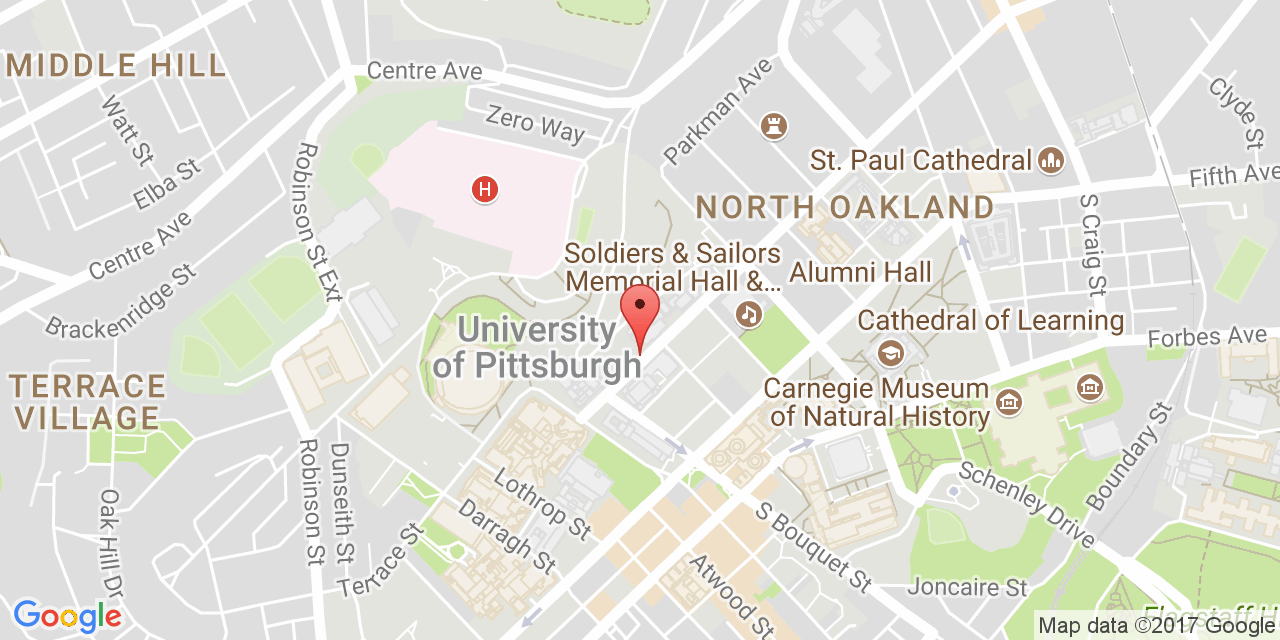 MIDDLE HILL
Centre Ave
Zero Way
Parkman Ave
Clyde St
Watt St
Elba St
Robinson St Ext
St. Paul Cathedral
Fifth Ave
Centre Ave
H
NORTH OAKLAND
S Craig St
Brackenridge St
Soldiers & Sailors
Memorial Hall &...
Alumni Hall
University
of Pittsburgh
Cathedral of Learning
Forbes Ave
TERRACE
VILLAGE
Carnegie Museum
of Natural History
Boundary St
Oak Hill Dr
Robinson St
Dunseith St
Terrace St
Lothrop St
Darragh St
Schenley Drive
S Bouquet St
Atwood St
Joncaire St
Google
Map data ©2017 Google